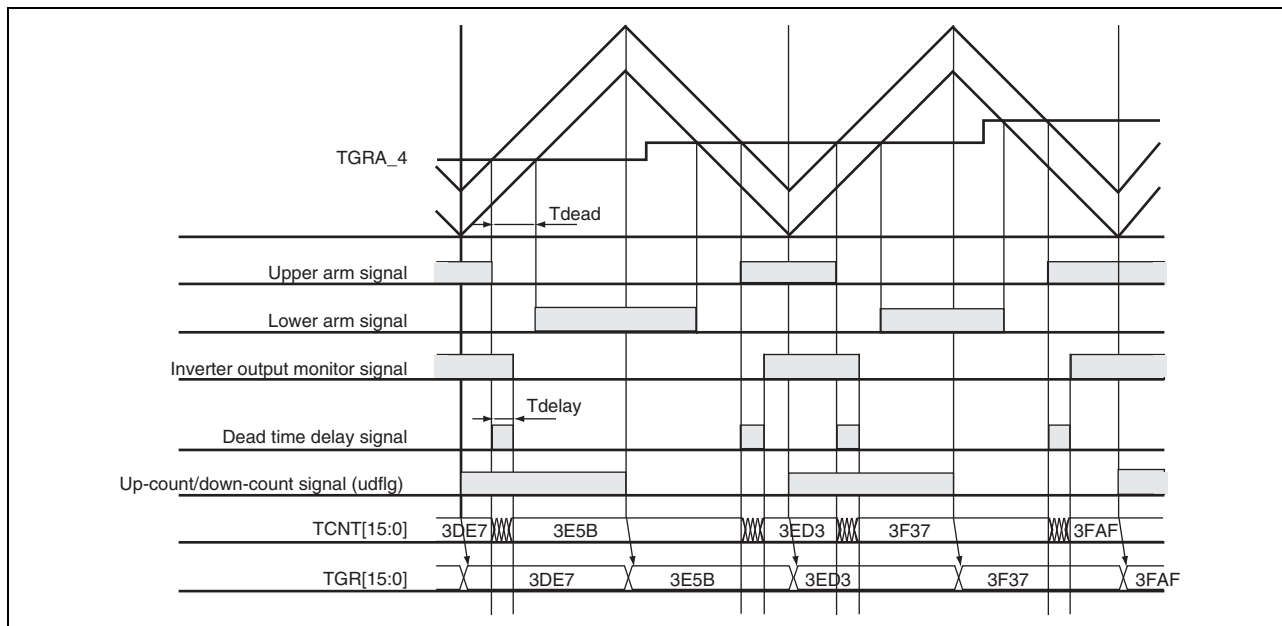 TGRA_4
Tdead
Upper arm signal
Lower arm signal
Inverter output monitor signal
Tdelay
Dead time delay signal
Up-count/down-count signal (udflg)
TCNT[15:0] 3DE7 3E5B 3ED3 3F37 3FAF
TGR[15:0] 3DE7 3E5B 3ED3 3F37 3FAF